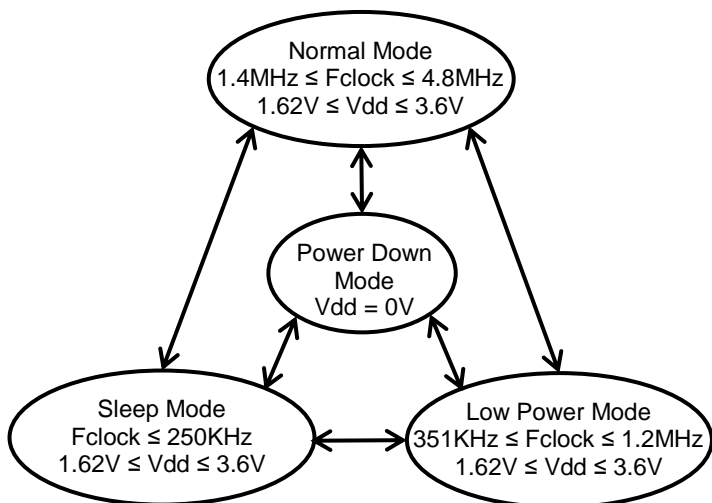 Normal Mode
1.4MHz ≤ Fclock ≤ 4.8MHz
1.62V ≤ Vdd ≤ 3.6V
Power Down
Mode
Vdd = 0V
Sleep Mode
Fclock ≤ 250KHz
1.62V ≤ Vdd ≤ 3.6V
Low Power Mode
351KHz ≤ Fclock ≤ 1.2MHz
1.62V ≤ Vdd ≤ 3.6V